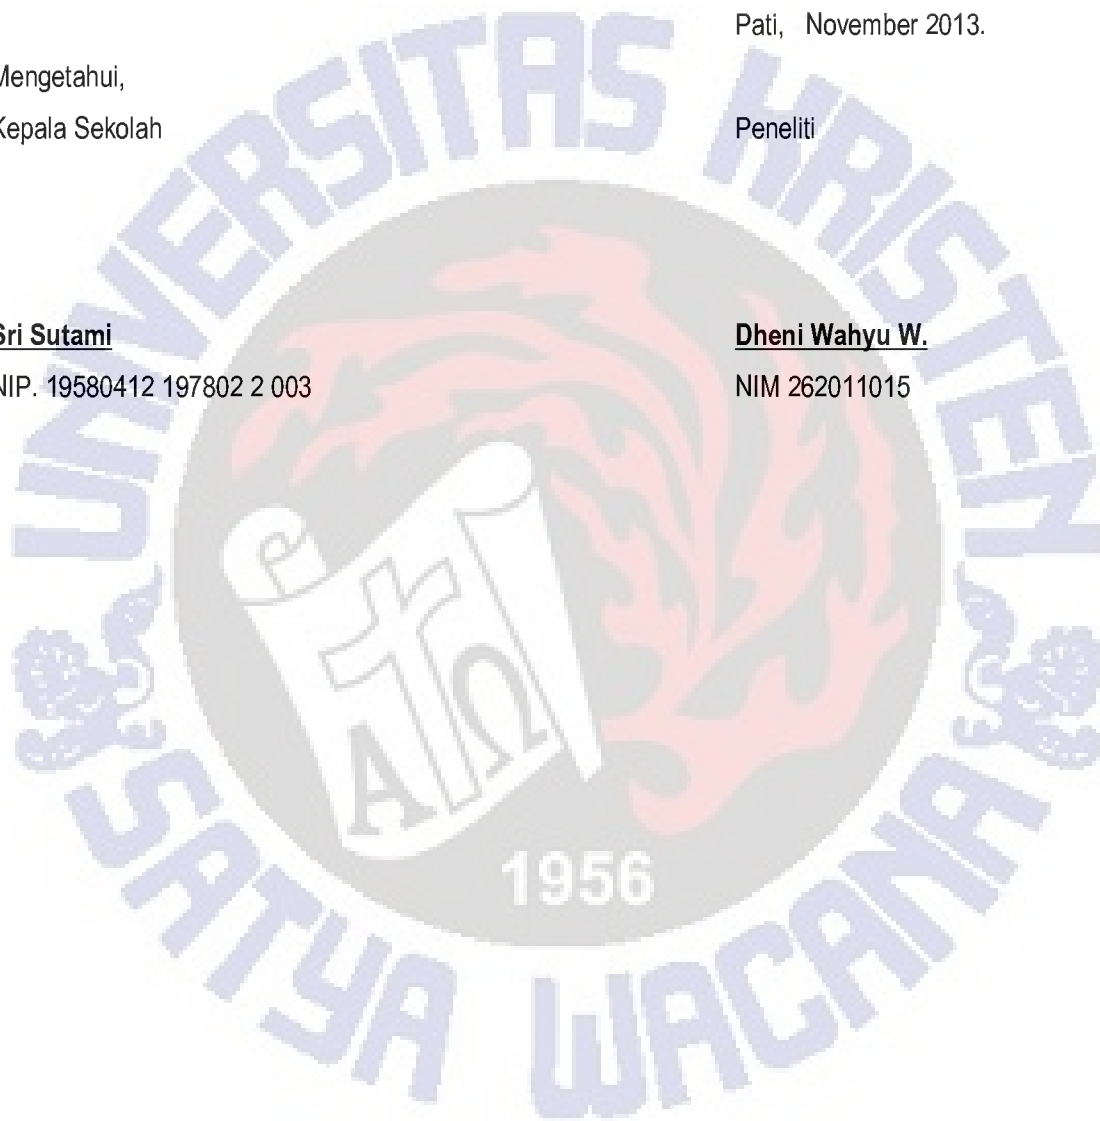 Pati, November 2013.
Mengetahui,
Kepala Sekolah
Peneliti
Sri Sutami
Dheni Wahyu W.
NIP. 19580412 197802 2 003
NIM 262011015
UNIVERSITAS KRISTEN
SATYA WACANA
1956
Α Ω